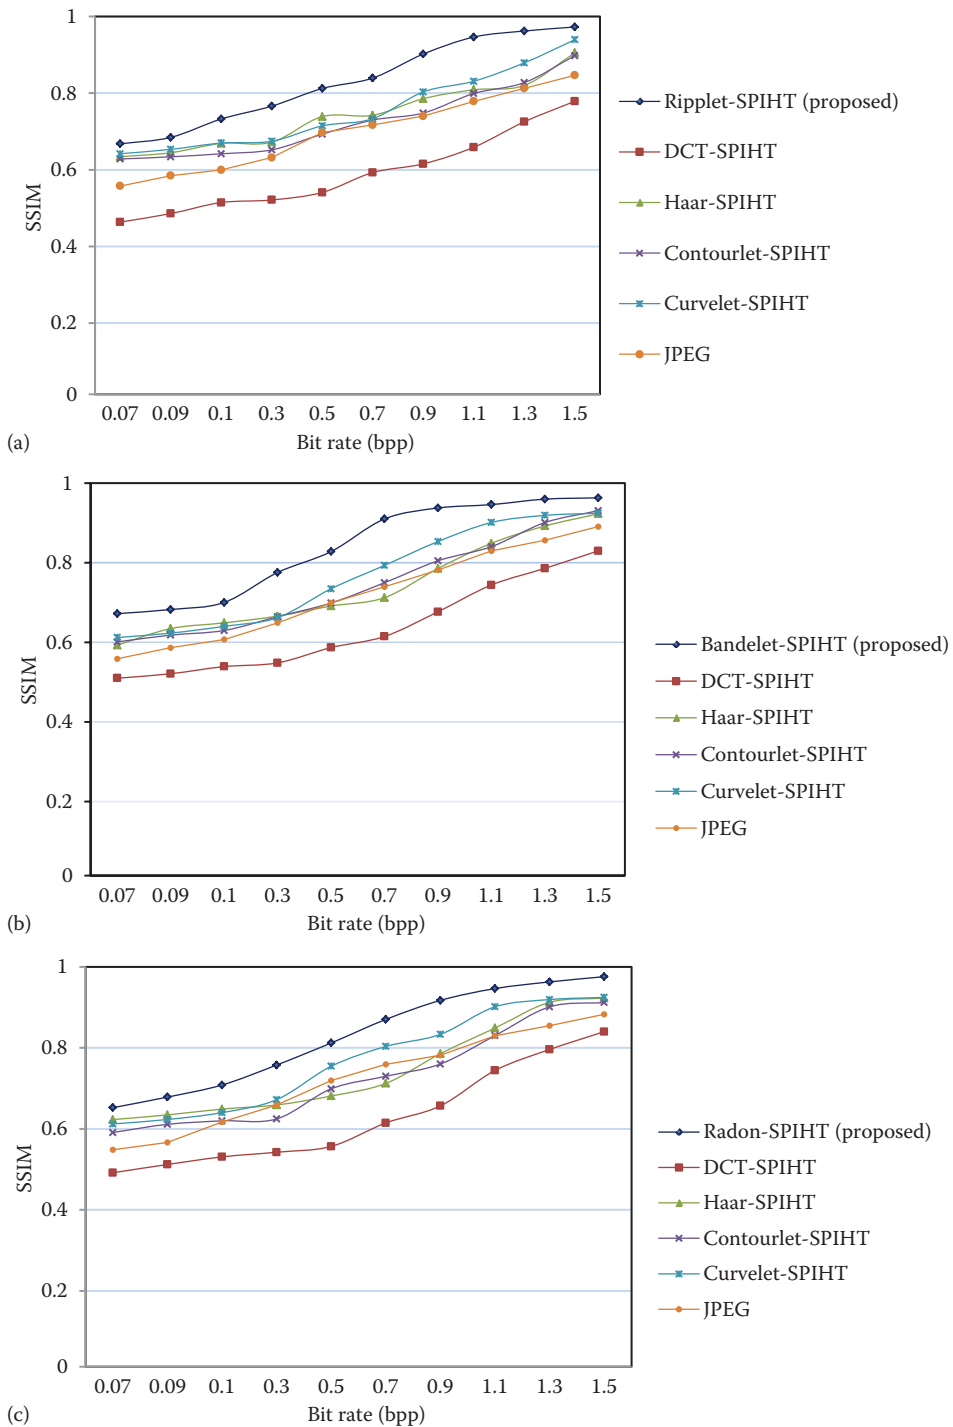 1
0.8
0.6
0.4
0.2
0
SSIM
0.07 0.09 0.1 0.3 0.5 0.7 0.9 1.1 1.3 1.5
Bit rate (bpp)
(a)
Ripplet-SPIHT (proposed)
DCT-SPIHT
Haar-SPIHT
Contourlet-SPIHT
Curvelet-SPIHT
JPEG
1
0.8
0.6
0.4
0.2
0
SSIM
0.07 0.09 0.1 0.3 0.5 0.7 0.9 1.1 1.3 1.5
Bit rate (bpp)
(b)
Bandelet-SPIHT (proposed)
DCT-SPIHT
Haar-SPIHT
Contourlet-SPIHT
Curvelet-SPIHT
JPEG
1
0.8
0.6
0.4
0.2
0
SSIM
0.07 0.09 0.1 0.3 0.5 0.7 0.9 1.1 1.3 1.5
Bit rate (bpp)
(c)
Radon-SPIHT (proposed)
DCT-SPIHT
Haar-SPIHT
Contourlet-SPIHT
Curvelet-SPIHT
JPEG